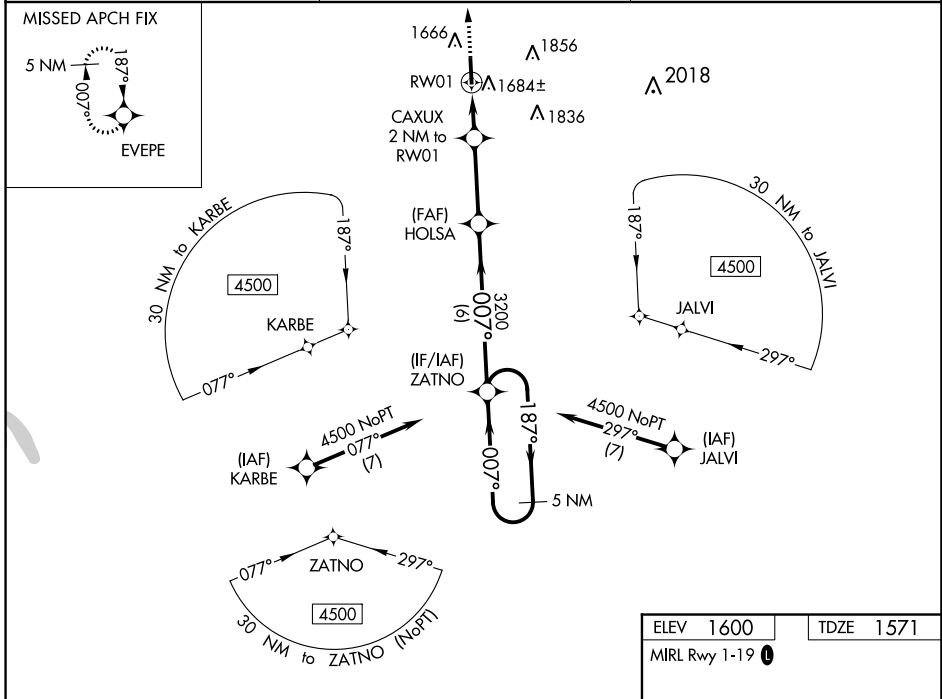 MISSED APCH FIX
5 NM
187°
007°
EVEPE
1666
1856
RW01
1684±
2018
1836
CAXUX
2 NM to
RW01
(FAF)
HOLSA
30 NM to KARBE
187°
4500
KARBE
077°
30 NM to JALVI
187°
4500
JALVI
297°
3200
007°
(6)
(IF/IAF)
ZATNO
187°
007°
5 NM
4500 NoPT
077°
(7)
(IAF)
KARBE
4500 NoPT
297°
(7)
(IAF)
JALVI
077°
297°
ZATNO
4500
30 NM to ZATNO (NoPT)
ELEV 1600
TDZE 1571
MIRL Rwy 1-19 L